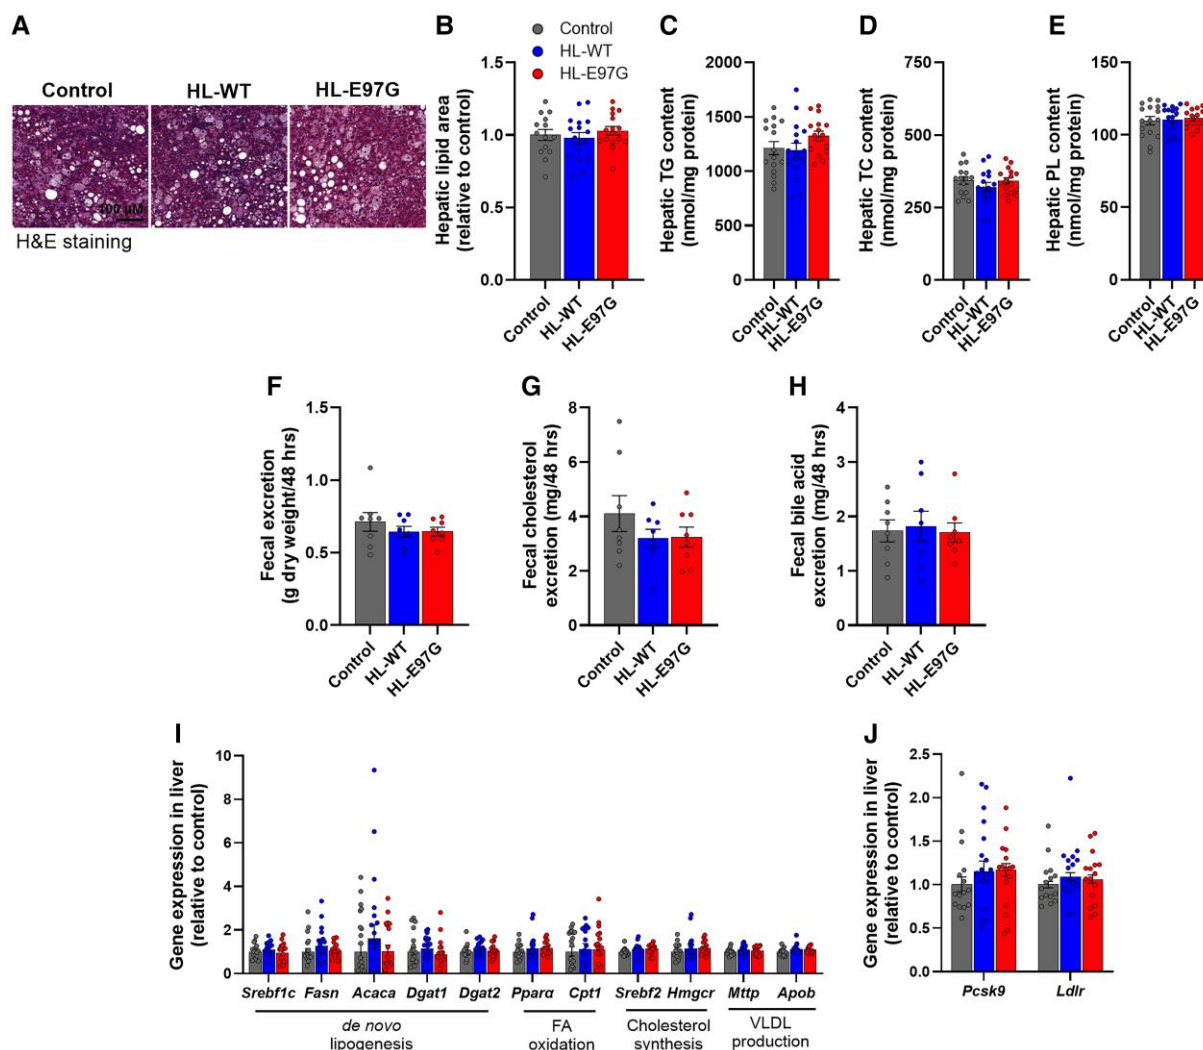 A
Control HL-WT HL-E97G
100 uM
H&E staining
B
Control
HL-WT
HL-E97G
Hepatic lipid area
(relative to control)
1.5
1.0
0.5
0.0
Control HL-WT HL-E97G
C
Hepatic TG content
(nmol/mg protein)
2000
1500
1000
500
0
Control HL-WT HL-E97G
D
Hepatic TC content
(nmol/mg protein)
750
500
250
0
Control HL-WT HL-E97G
E
Hepatic PL content
(nmol/mg protein)
150
100
50
0
Control HL-WT HL-E97G
F
Fecal excretion
(g dry weight/48 hrs)
1.5
1.0
0.5
0.0
Control HL-WT HL-E97G
G
Fecal cholesterol
excretion (mg/48 hrs)
8
6
4
2
0
Control HL-WT HL-E97G
H
Fecal bile acid
excretion (mg/48 hrs)
4
3
2
1
0
Control HL-WT HL-E97G
I
Gene expression in liver
(relative to control)
10
8
6
4
2
0
Srebf1c Fasn Acaca Dgat1 Dgat2 Pparα Cpt1 Srebf2 Hmgcr Mttp Apob
de novo
lipogenesis
FA
oxidation
Cholesterol
synthesis
VLDL
production
J
Gene expression in liver
(relative to control)
2.5
2.0
1.5
1.0
0.5
0.0
Pcsk9 Ldlr